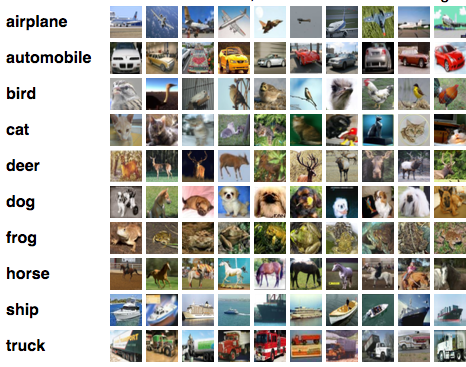 airplane
automobile
bird
cat
deer
dog
frog
horse
ship
truck